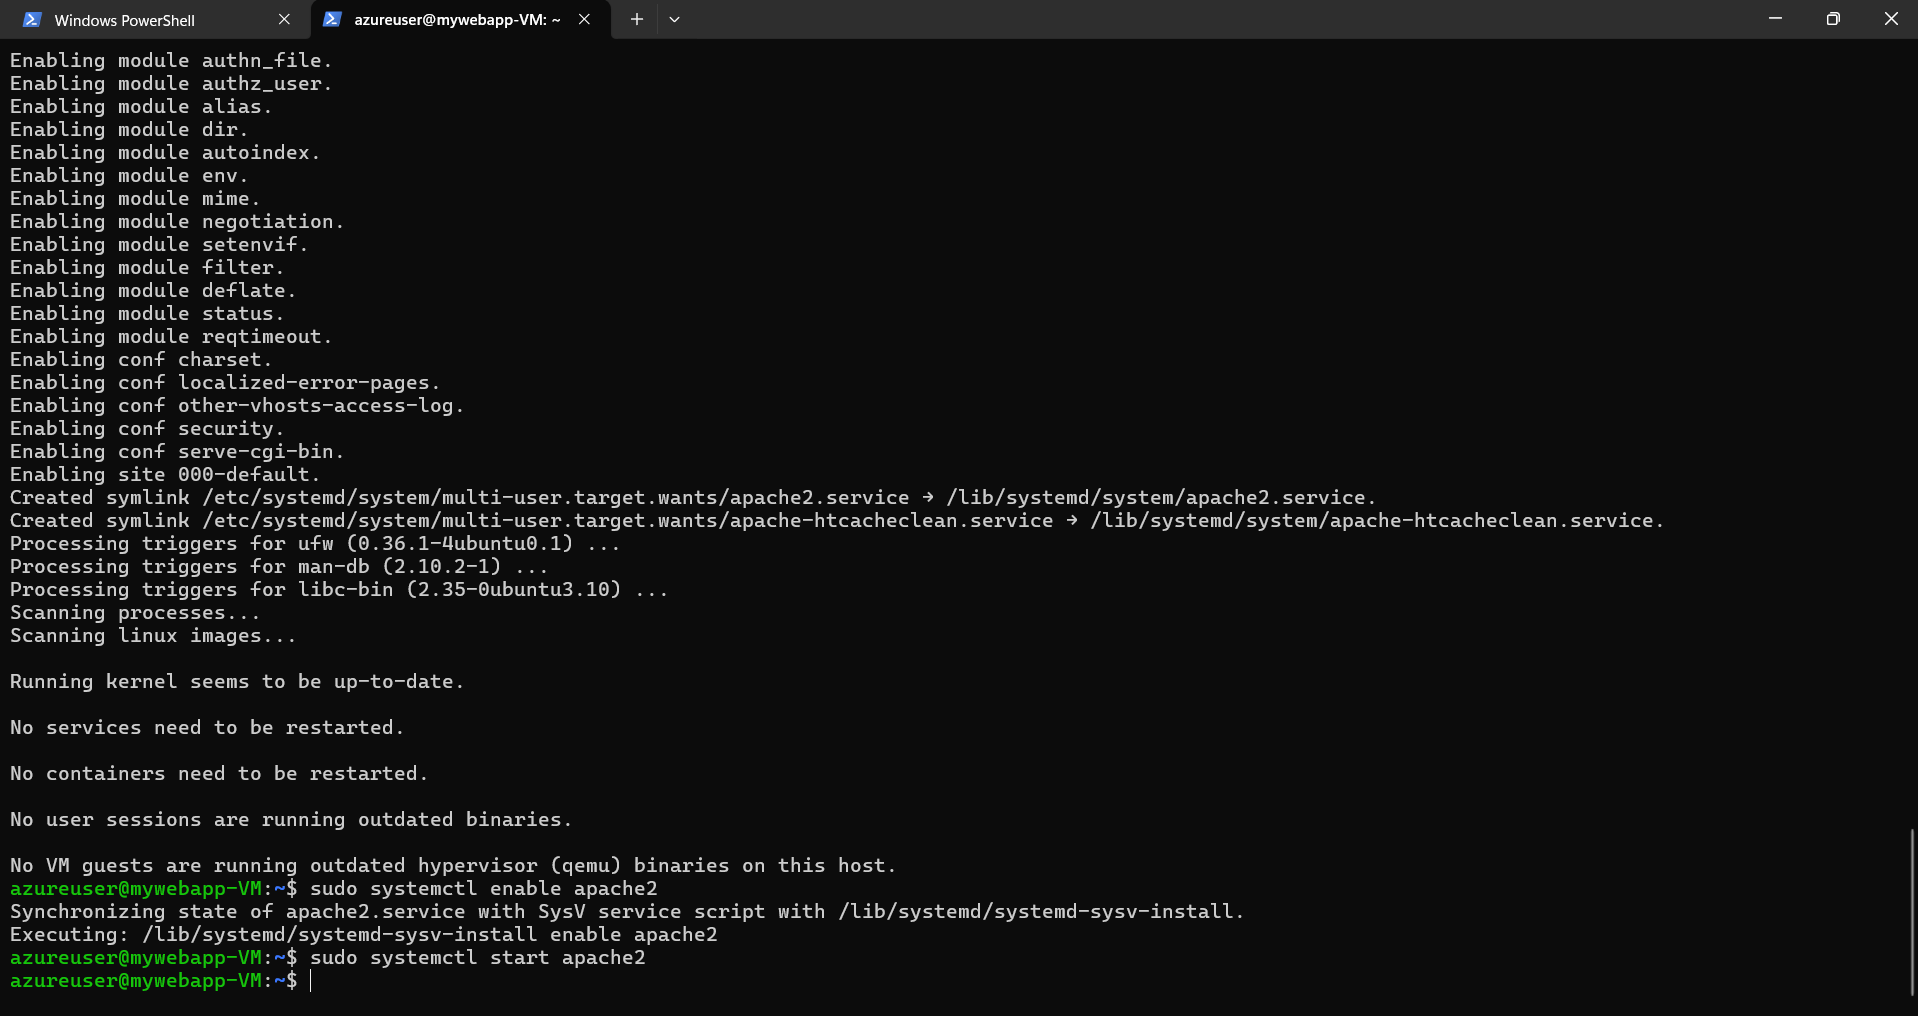 Windows PowerShell
azureuser@mywebapp-VM: ~
Enabling module authn_file.
Enabling module authz_user.
Enabling module alias.
Enabling module dir.
Enabling module autoindex.
Enabling module env.
Enabling module mime.
Enabling module negotiation.
Enabling module setenvif.
Enabling module filter.
Enabling module deflate.
Enabling module status.
Enabling module reqtimeout.
Enabling conf charset.
Enabling conf localized-error-pages.
Enabling conf other-vhosts-access-log.
Enabling conf security.
Enabling conf serve-cgi-bin.
Enabling site 000-default.
Created symlink /etc/systemd/system/multi-user.target.wants/apache2.service → /lib/systemd/system/apache2.service.
Created symlink /etc/systemd/system/multi-user.target.wants/apache-htcacheclean.service → /lib/systemd/system/apache-htcacheclean.service.
Processing triggers for ufw (0.36.1-4ubuntu0.1) ...
Processing triggers for man-db (2.10.2-1) ...
Processing triggers for libc-bin (2.35-0ubuntu3.10) ...
Scanning processes...
Scanning linux images...
Running kernel seems to be up-to-date.
No services need to be restarted.
No containers need to be restarted.
No user sessions are running outdated binaries.
No VM guests are running outdated hypervisor (qemu) binaries on this host.
azureuser@mywebapp-VM:~$ sudo systemctl enable apache2
Synchronizing state of apache2.service with SysV service script with /lib/systemd/systemd-sysv-install.
Executing: /lib/systemd/systemd-sysv-install enable apache2
azureuser@mywebapp-VM:~$ sudo systemctl start apache2
azureuser@mywebapp-VM:~$